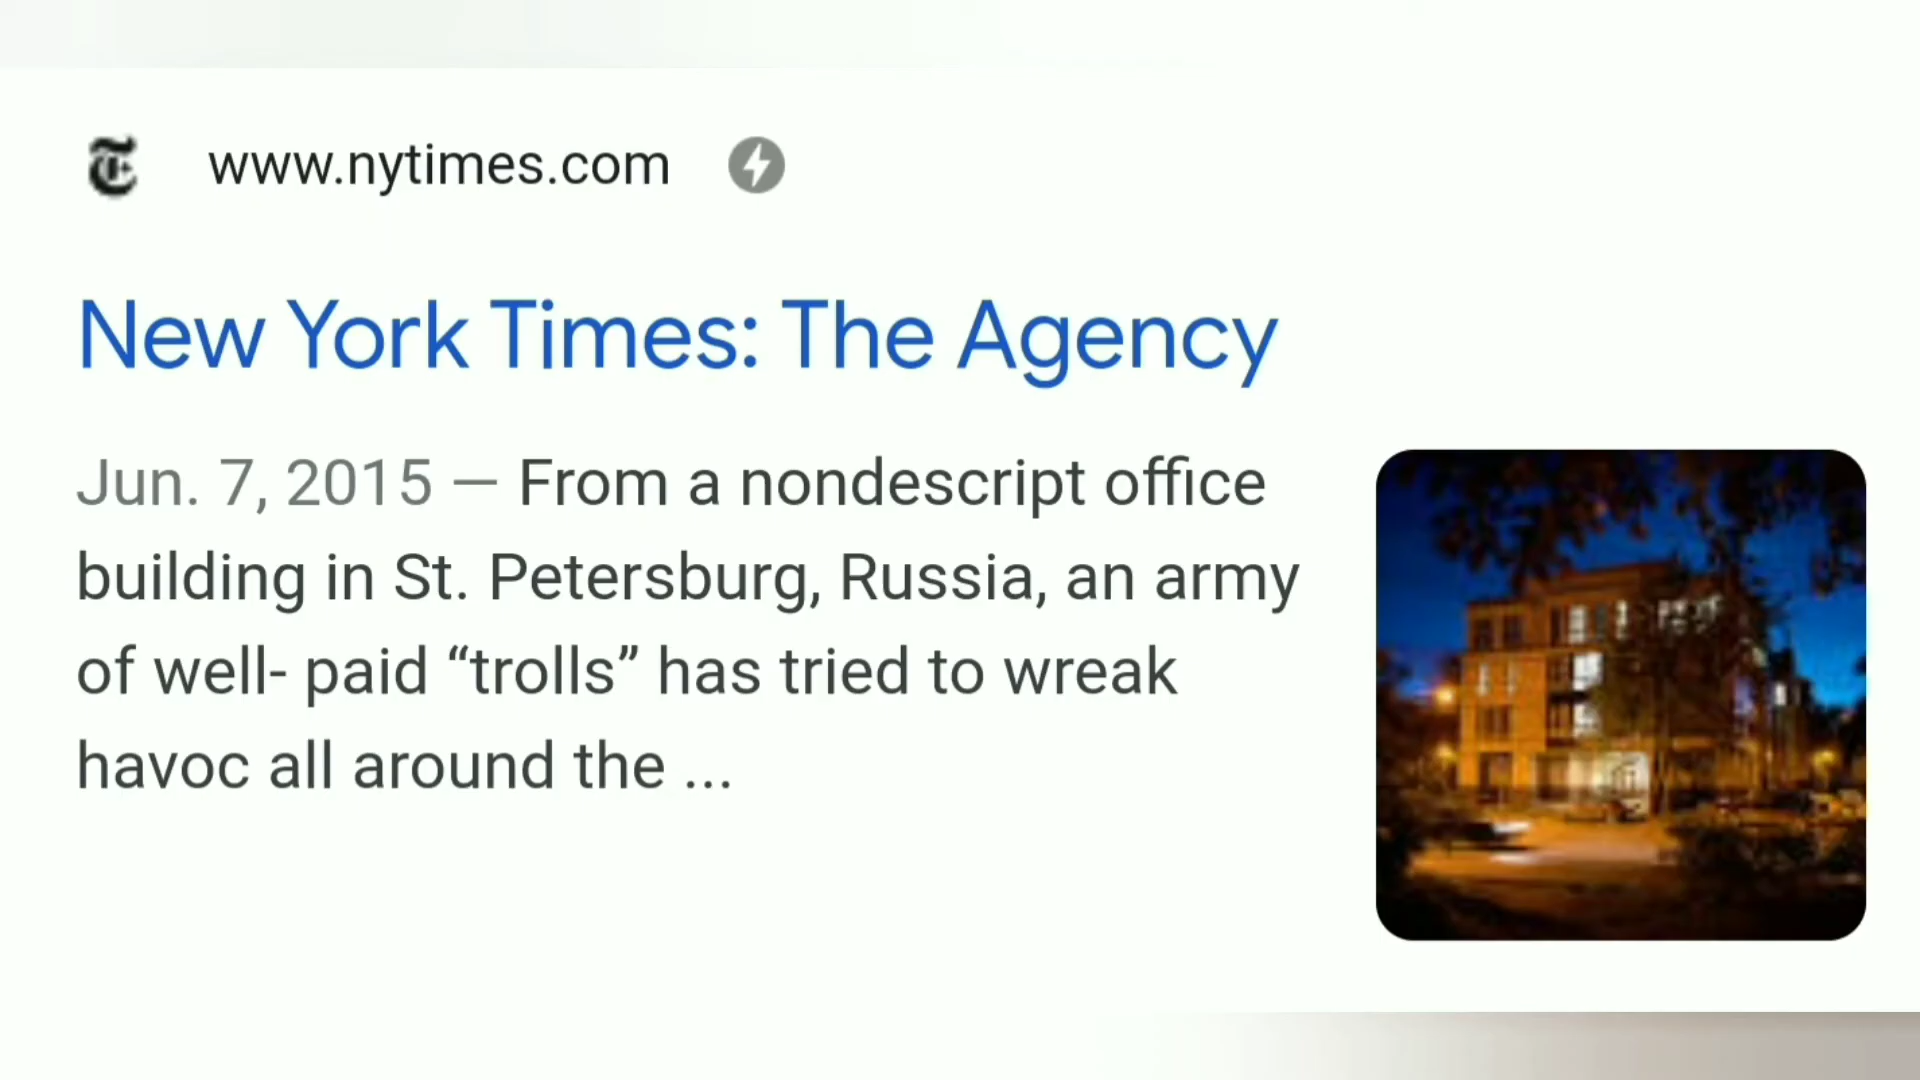 www.nytimes.com
New York Times: The Agency
Jun. 7, 2015 — From a nondescript office
building in St. Petersburg, Russia, an army
of well- paid “trolls” has tried to wreak
havoc all around the ...